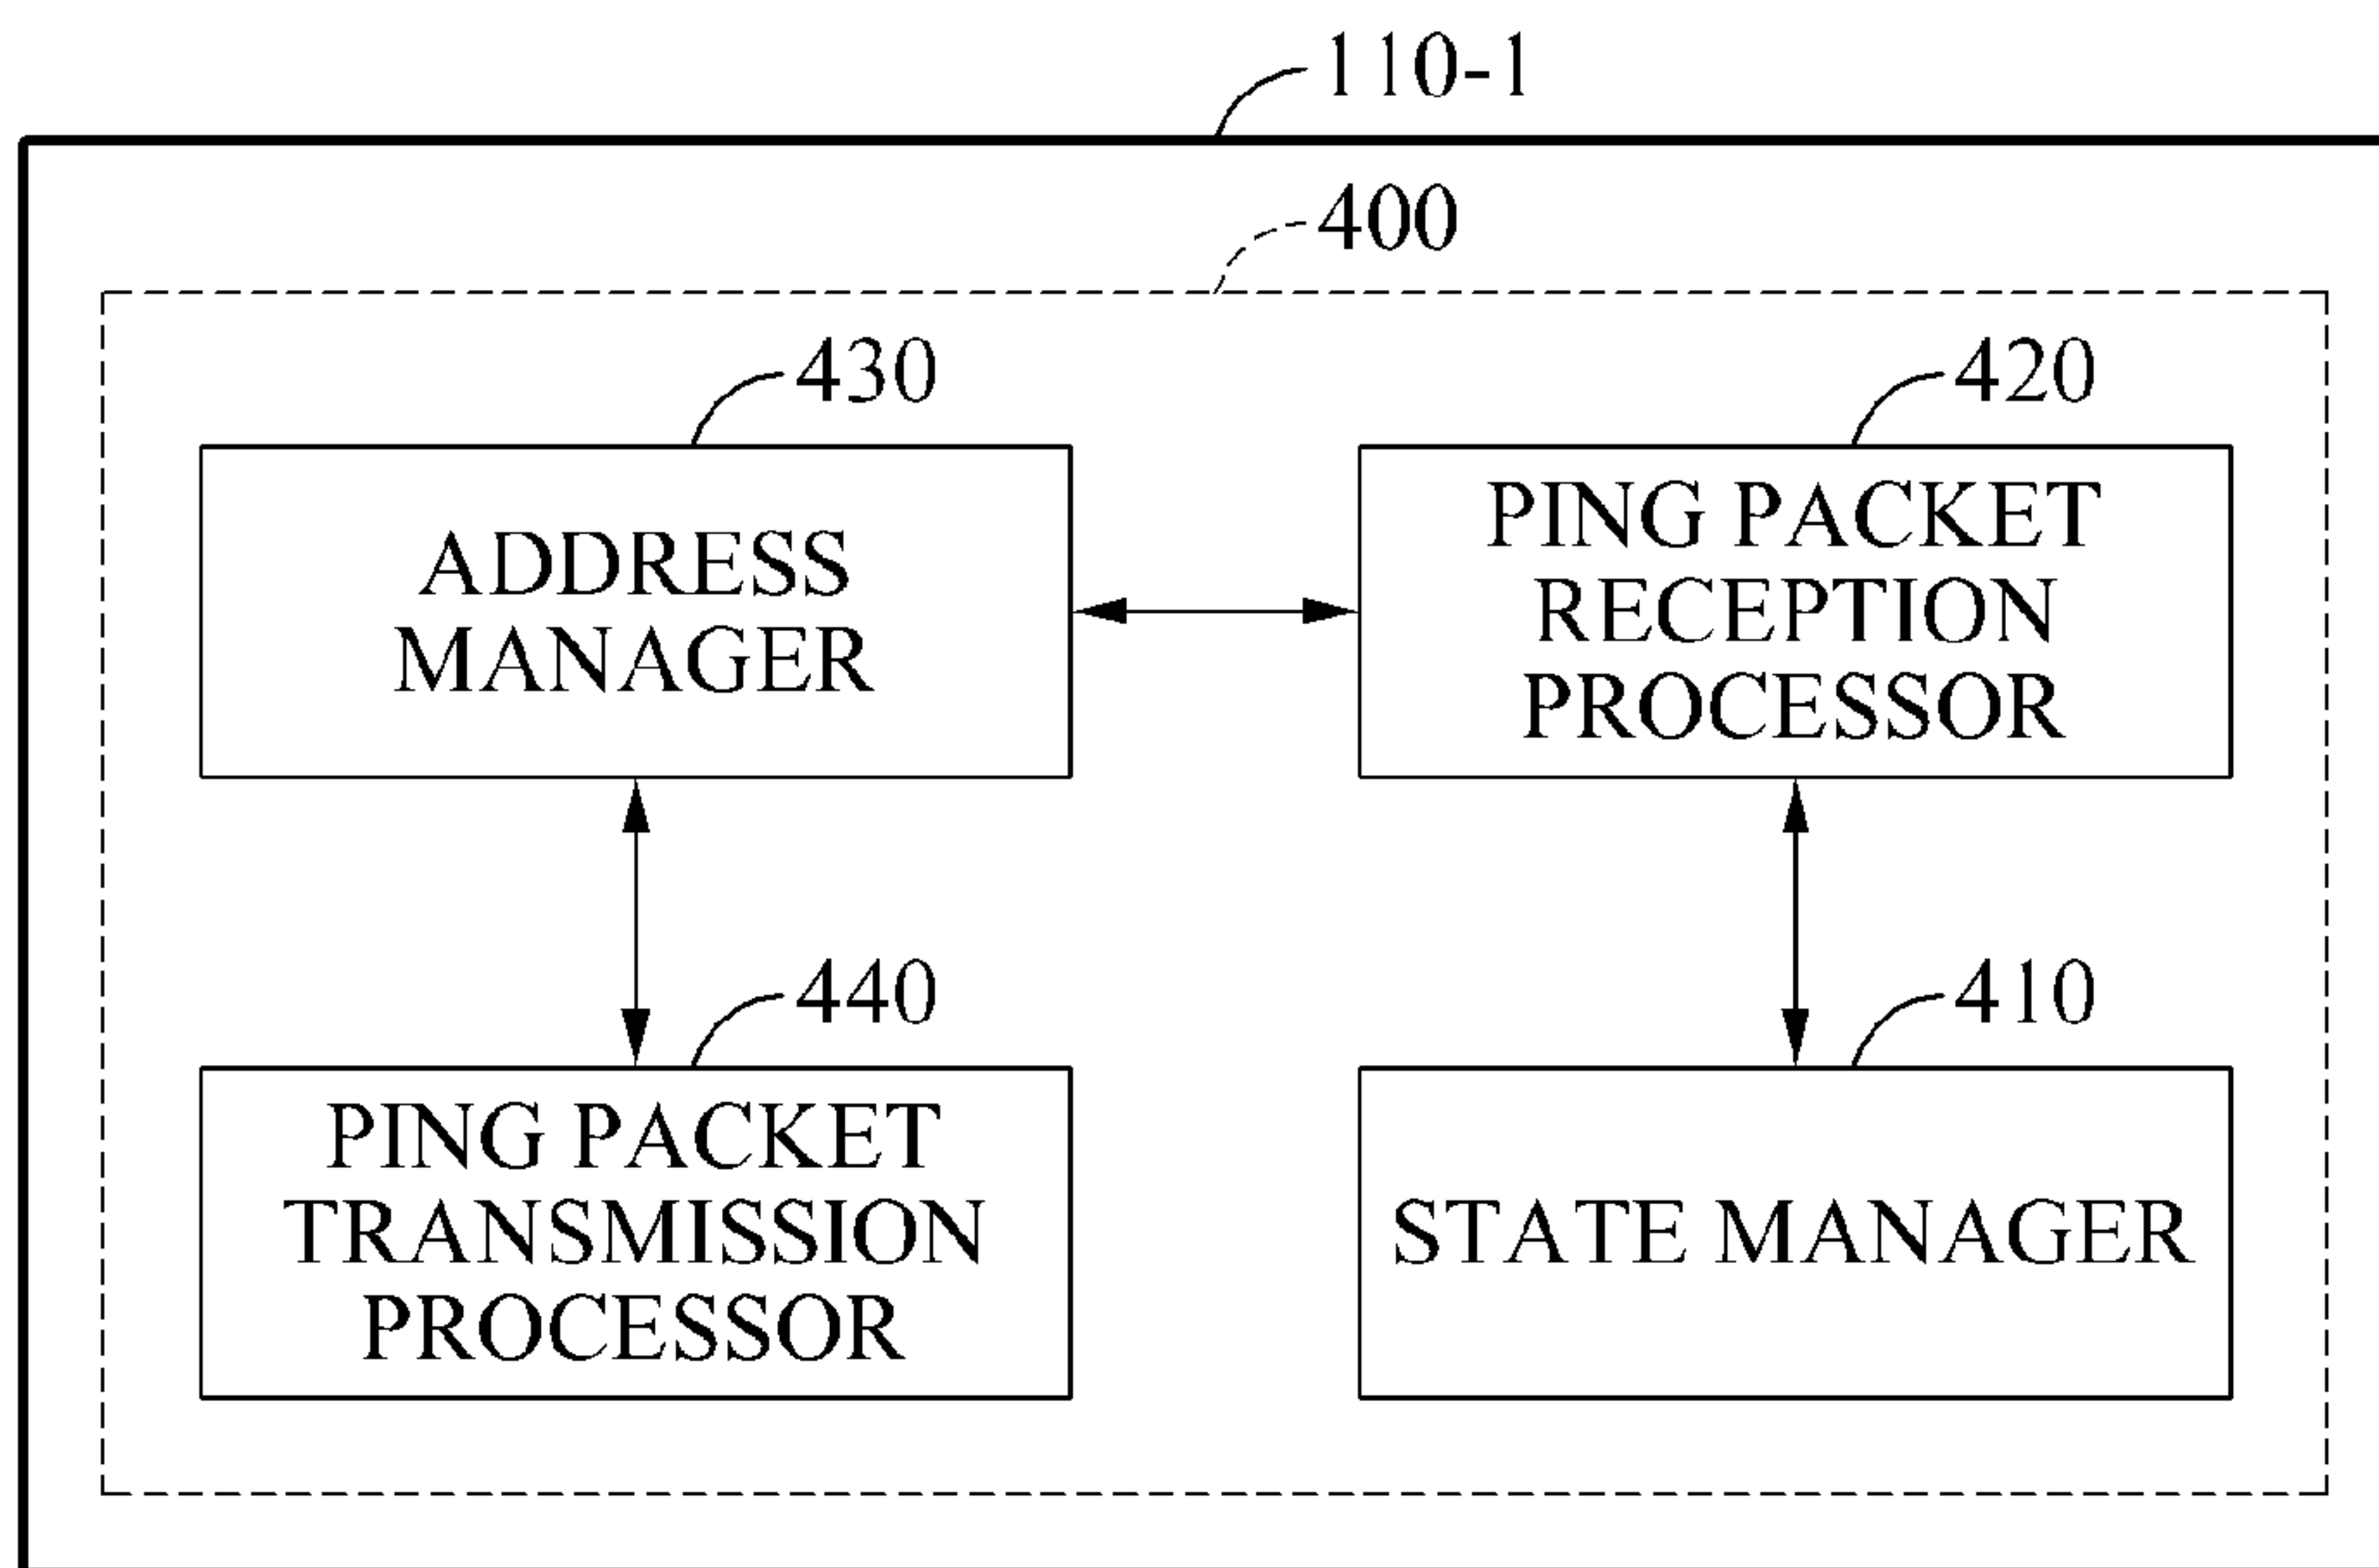 110-1
400
430
ADDRESS
MANAGER
420
PING PACKET
RECEPTION
PROCESSOR
440
PING PACKET
TRANSMISSION
PROCESSOR
410
STATE MANAGER